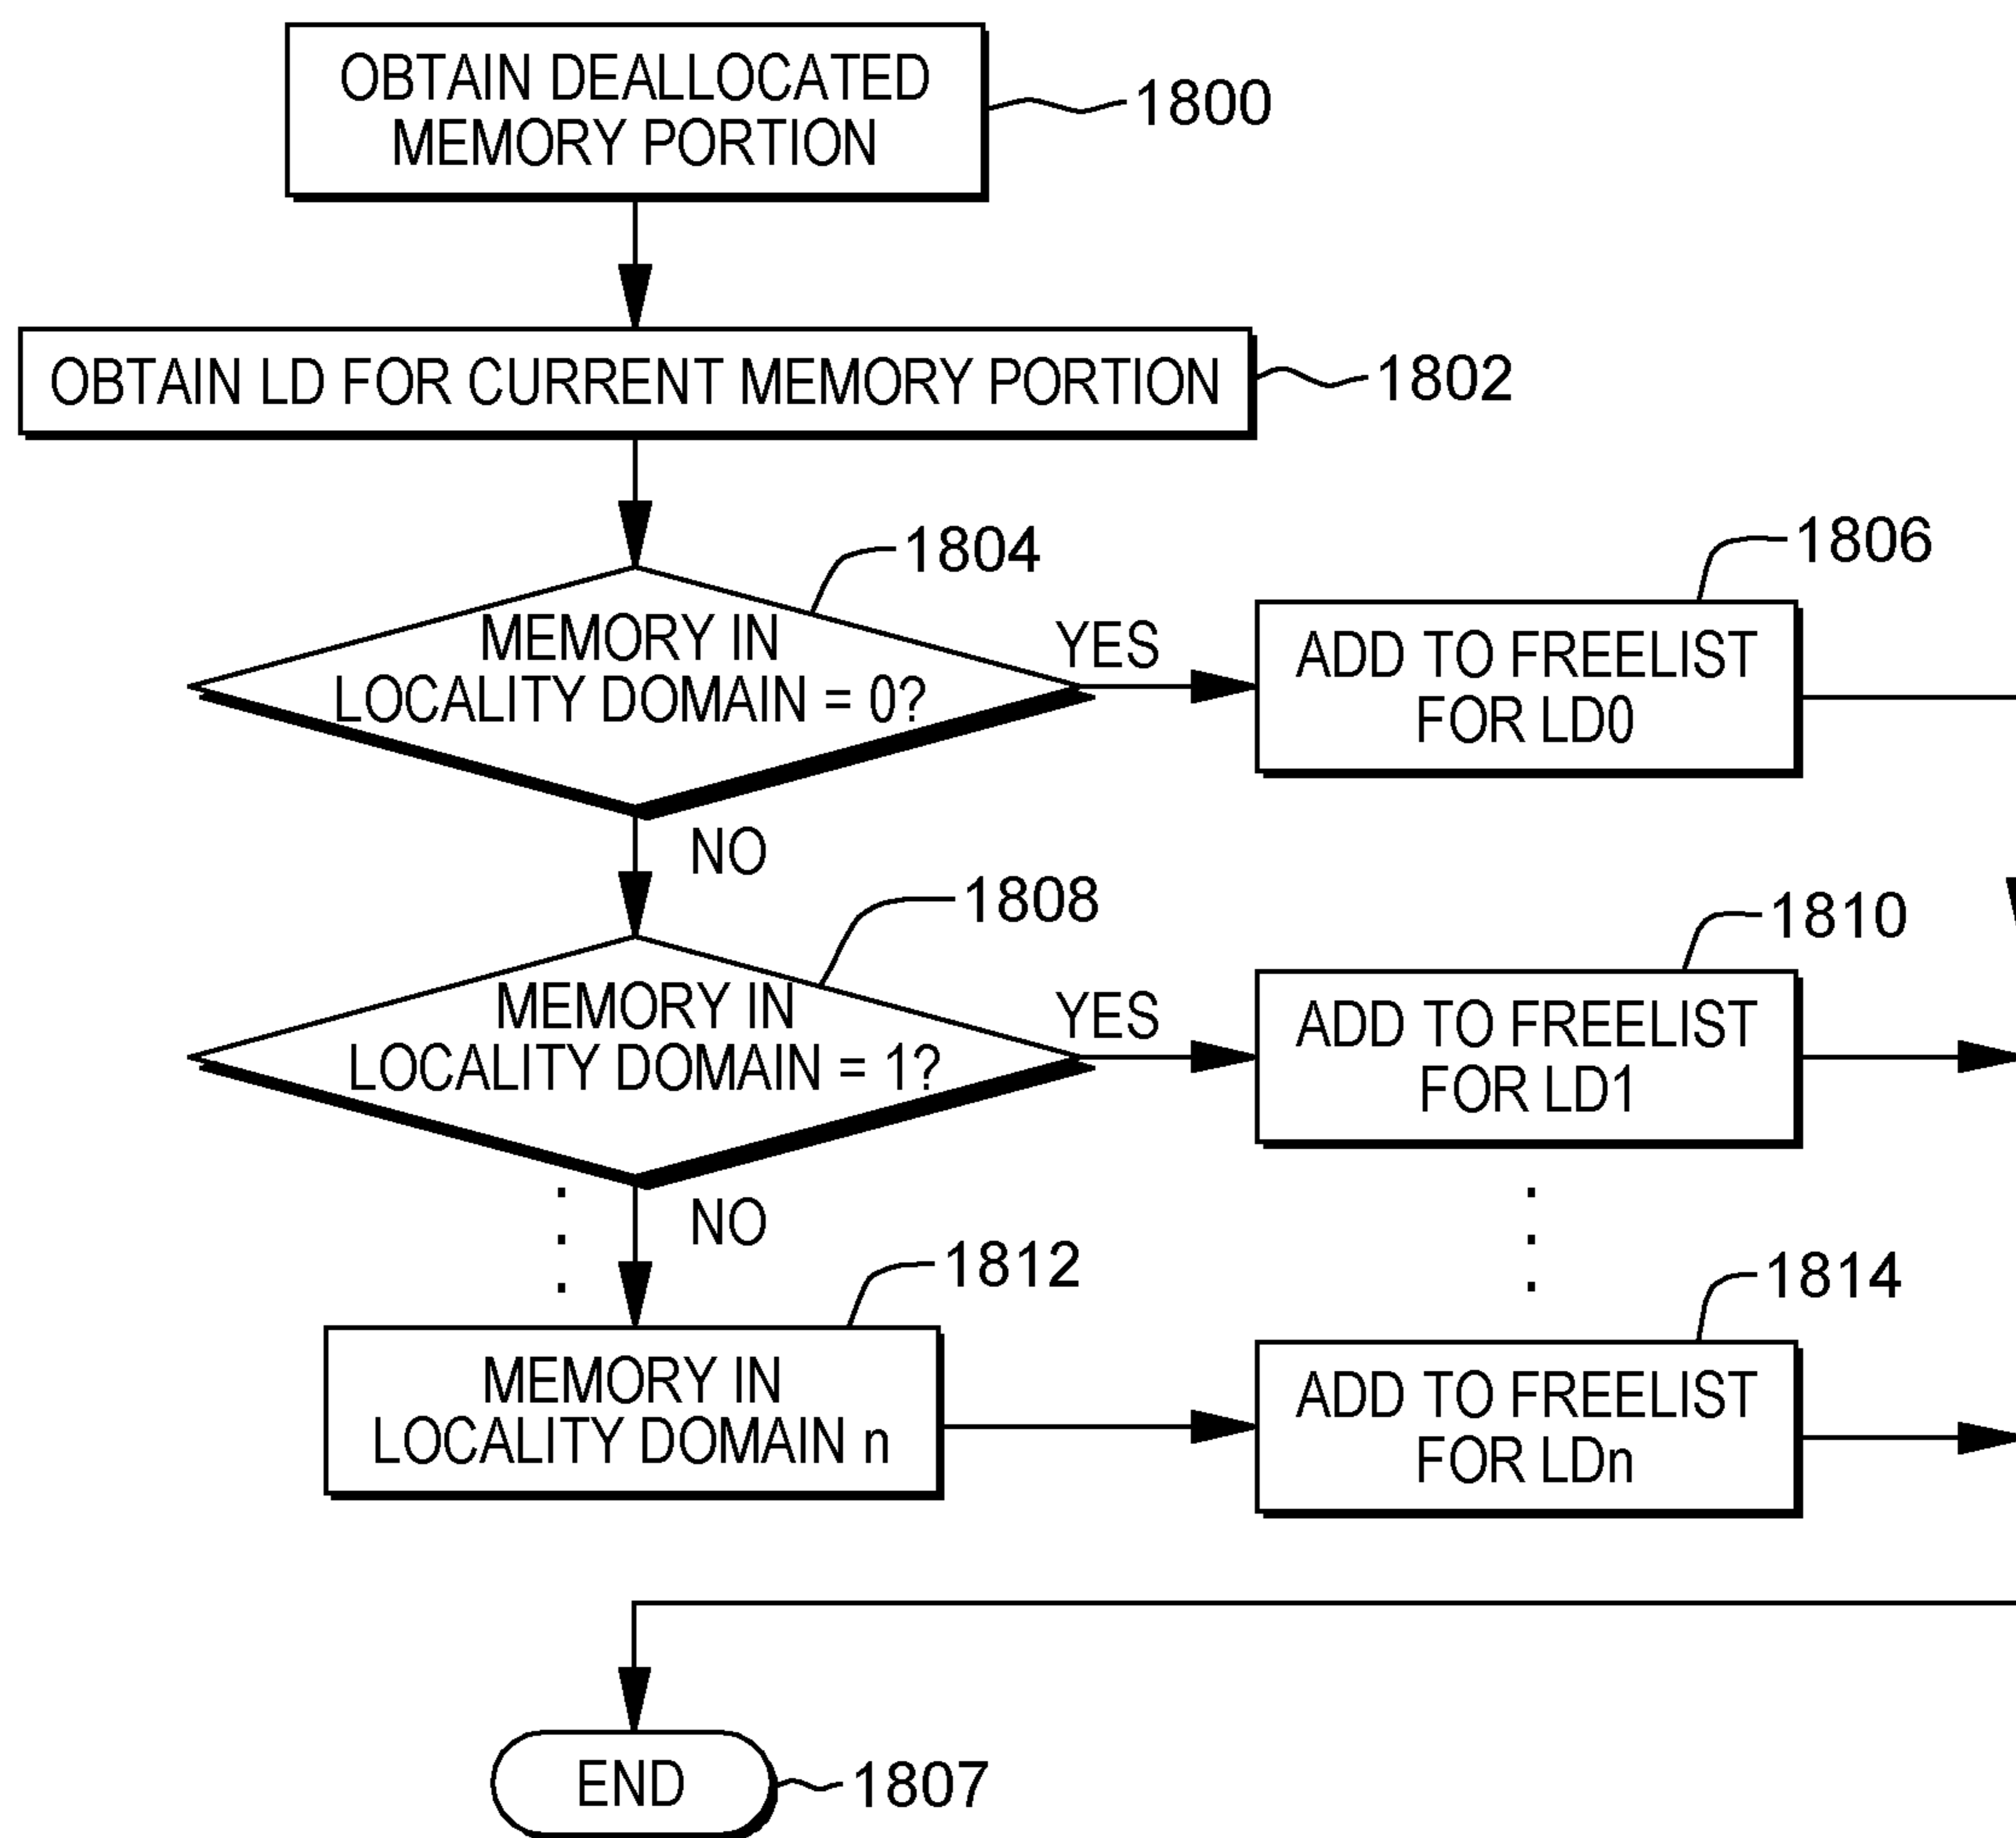 OBTAIN DEALLOCATED
MEMORY PORTION
1800
OBTAIN LD FOR CURRENT MEMORY PORTION
1802
1804
MEMORY IN
LOCALITY DOMAIN = 0?
YES
1806
ADD TO FREELIST
FOR LD0
NO
1808
MEMORY IN
LOCALITY DOMAIN = 1?
YES
1810
ADD TO FREELIST
FOR LD1
NO
1812
MEMORY IN
LOCALITY DOMAIN n
1814
ADD TO FREELIST
FOR LDn
END
1807